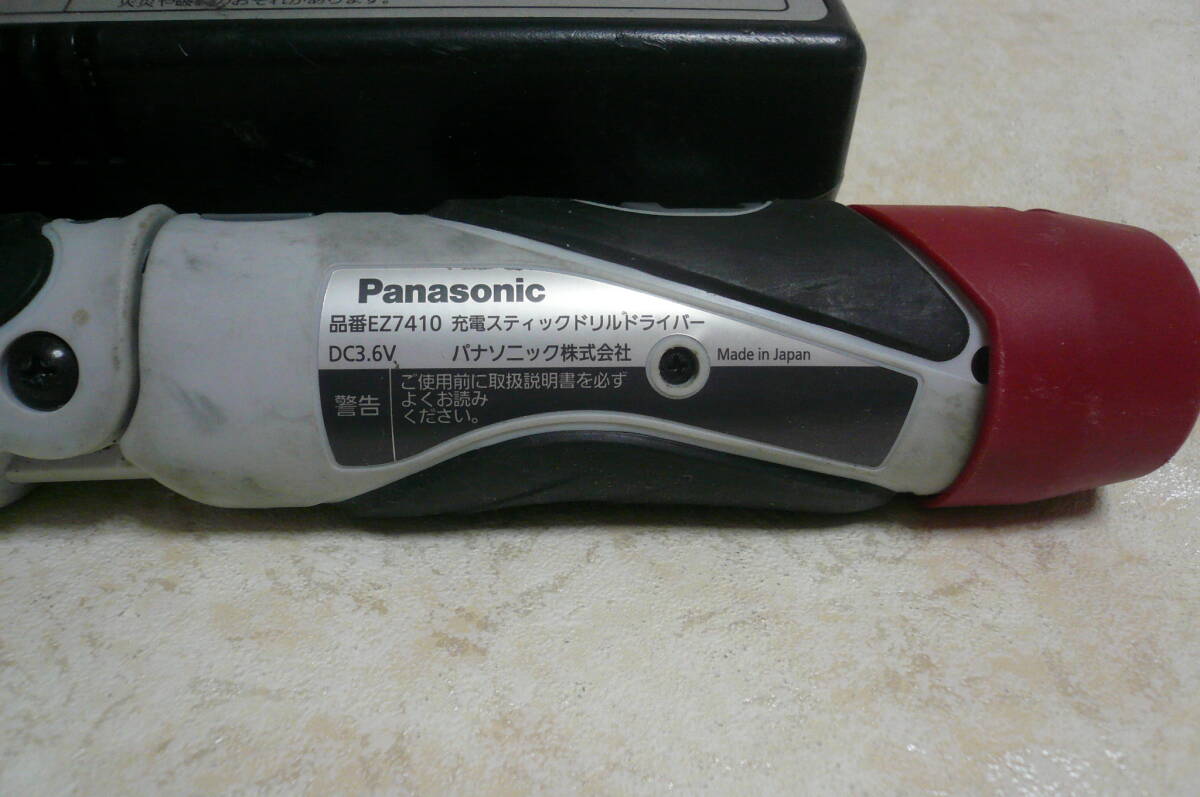 Panasonic
品番EZ7410 充電スティックドリルドライバー
DC3.6V パナソニック株式会社 Made in Japan
警告
ご使用前に取扱説明書を必ず
よくお読み
ください。